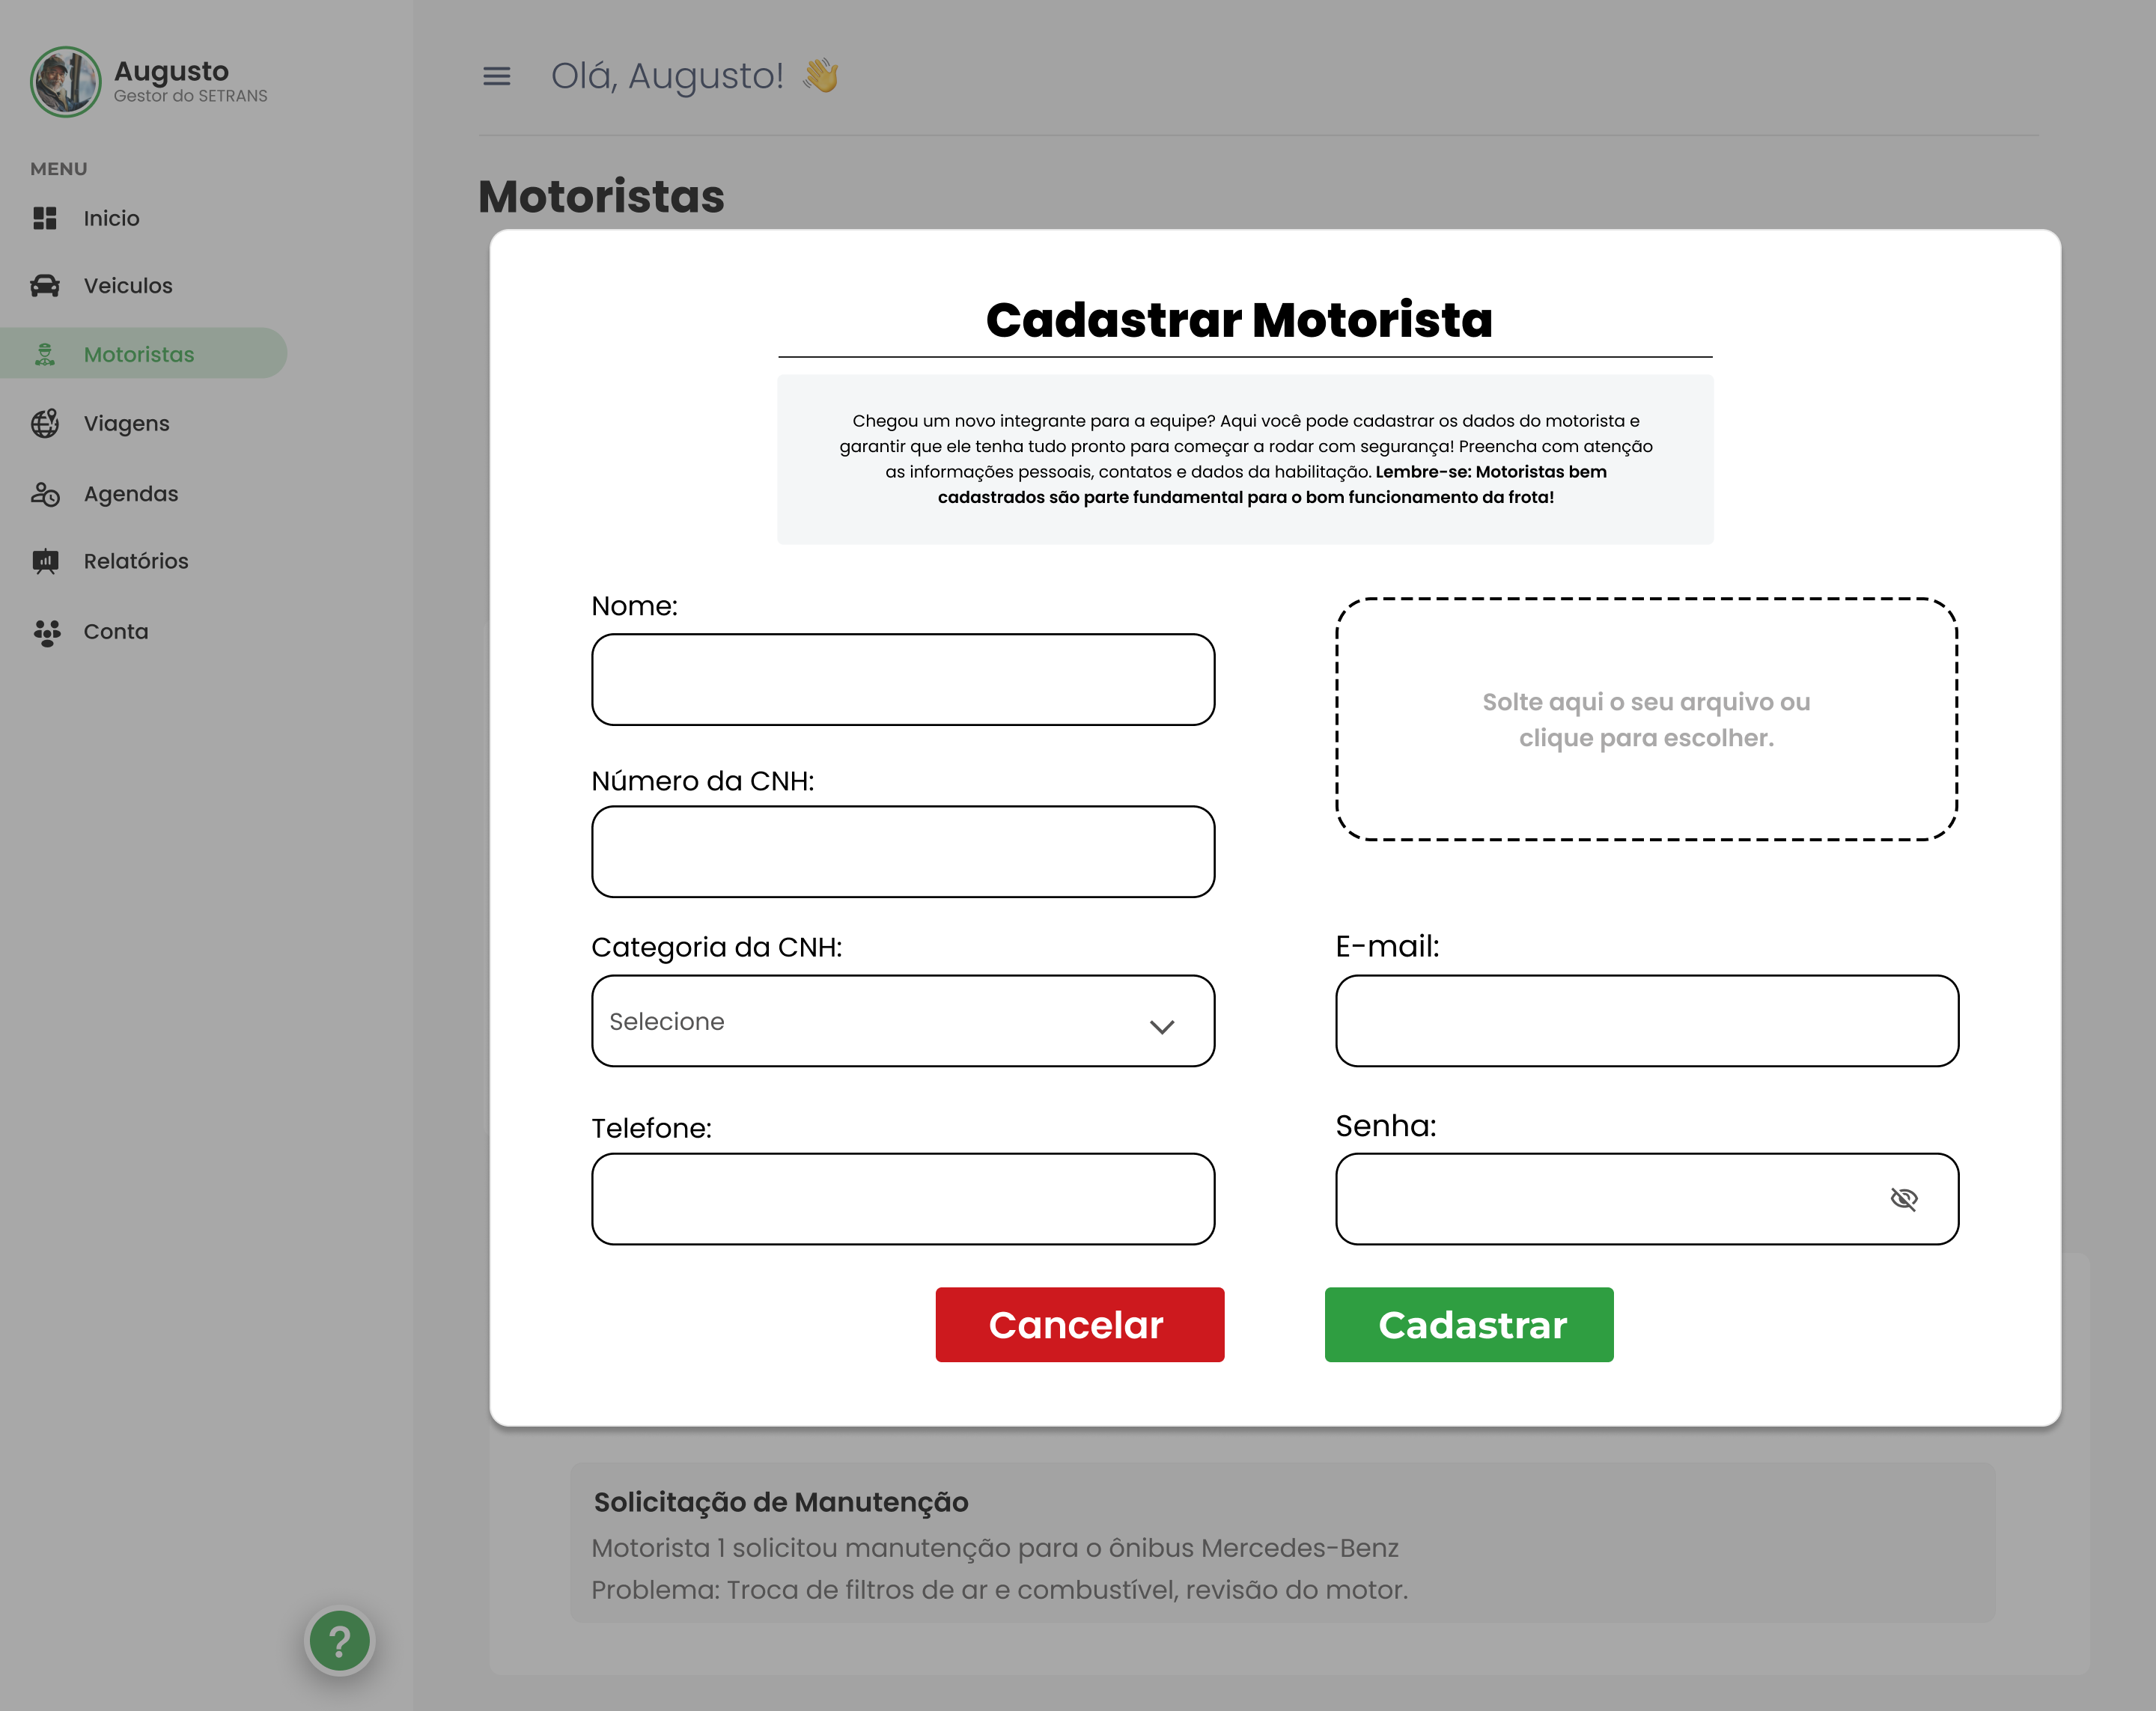 Augusto
Gestor do SETRANS
MENU
Inicio
Veiculos
Motoristas
Viagens
Agendas
Relatórios
Conta
?
Olá, Augusto! 👋
Motoristas
Cadastrar Motorista
Chegou um novo integrante para a equipe? Aqui você pode cadastrar os dados do motorista e
garantir que ele tenha tudo pronto para começar a rodar com segurança! Preencha com atenção
as informações pessoais, contatos e dados da habilitação. Lembre-se: Motoristas bem
cadastrados são parte fundamental para o bom funcionamento da frota!
Nome:
Número da CNH:
Categoria da CNH:
Selecione
Telefone:
Solte aqui o seu arquivo ou
clique para escolher.
E-mail:
Senha:
Cancelar
Cadastrar
Solicitação de Manutenção
Motorista 1 solicitou manutenção para o ônibus Mercedes-Benz
Problema: Troca de filtros de ar e combustível, revisão do motor.